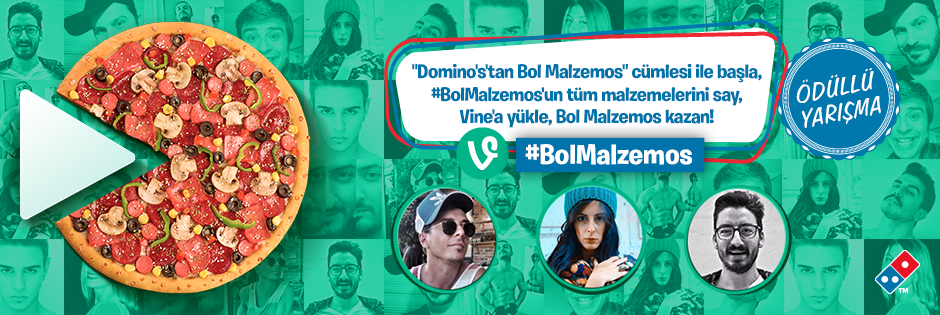 "Domino's'tan Bol Malzemos" cümlesi ile başla,
#BolMalzemos'un tüm malzemelerini say,
Vine'a yükle, Bol Malzemos kazan!
#BolMalzemos
ÖDÜLLÜ
YARIŞMA
TM